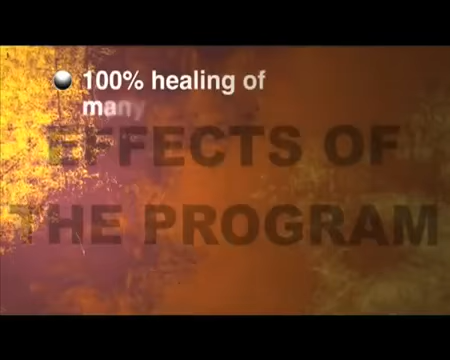 100% healing of
many
EFFECTS OF
THE PROGRAM